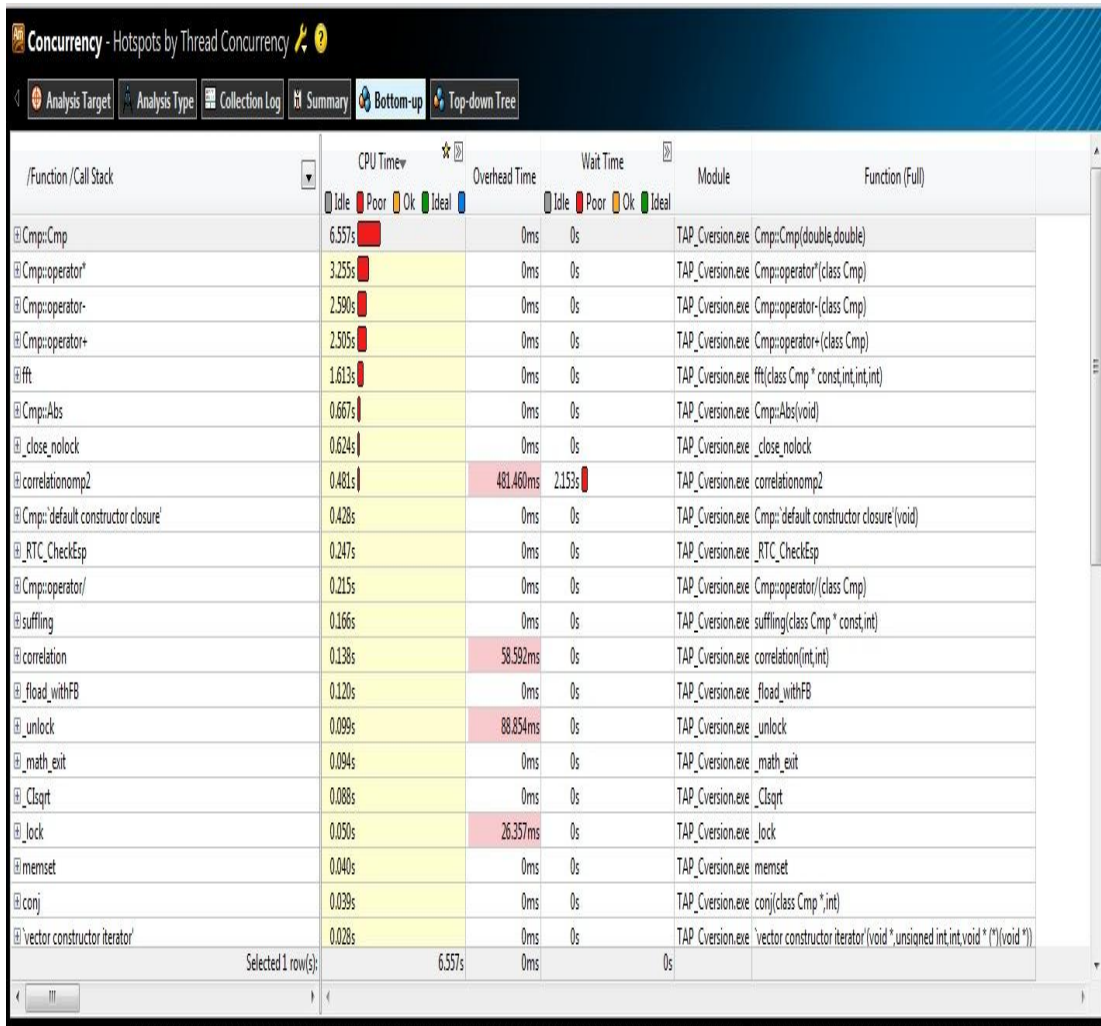 Concurrency - Hotspots by Thread Concurrency ?
Analysis Target Analysis Type Collection Log Summary Bottom-up Top-down Tree
/Function /Call Stack CPU Time Overhead Time Wait Time Module Function (Full)
Idle Poor Ok Ideal Idle Poor Ok Ideal
Cmp::Cmp 6.557s 0ms 0s TAP_Cversion.exe Cmp::Cmp(double,double)
Cmp::operator* 3.255s 0ms 0s TAP_Cversion.exe Cmp::operator*(class Cmp)
Cmp::operator- 2.590s 0ms 0s TAP_Cversion.exe Cmp::operator-(class Cmp)
Cmp::operator+ 2.505s 0ms 0s TAP_Cversion.exe Cmp::operator+(class Cmp)
fft 1.613s 0ms 0s TAP_Cversion.exe fft(class Cmp * const,int,int,int)
Cmp::Abs 0.667s 0ms 0s TAP_Cversion.exe Cmp::Abs(void)
_close_nolock 0.624s 0ms 0s TAP_Cversion.exe _close_nolock
correlationomp2 0.481s 481.460ms 2.153s TAP_Cversion.exe correlationomp2
Cmp::`default constructor closure' 0.428s 0ms 0s TAP_Cversion.exe Cmp::`default constructor closure'(void)
_RTC_CheckEsp 0.247s 0ms 0s TAP_Cversion.exe _RTC_CheckEsp
Cmp::operator/ 0.215s 0ms 0s TAP_Cversion.exe Cmp::operator/(class Cmp)
suffling 0.166s 0ms 0s TAP_Cversion.exe suffling(class Cmp * const,int)
correlation 0.138s 58.592ms 0s TAP_Cversion.exe correlation(int,int)
_fload_withFB 0.120s 0ms 0s TAP_Cversion.exe _fload_withFB
_unlock 0.099s 88.854ms 0s TAP_Cversion.exe _unlock
_math_exit 0.094s 0ms 0s TAP_Cversion.exe _math_exit
_CIsqrt 0.088s 0ms 0s TAP_Cversion.exe _CIsqrt
_lock 0.050s 26.357ms 0s TAP_Cversion.exe _lock
memset 0.040s 0ms 0s TAP_Cversion.exe memset
conj 0.039s 0ms 0s TAP_Cversion.exe conj(class Cmp *,int)
`vector constructor iterator' 0.028s 0ms 0s TAP_Cversion.exe `vector constructor iterator'(void *,unsigned int,int,void * (*)(void *))
Selected 1 row(s): 6.557s 0ms 0s